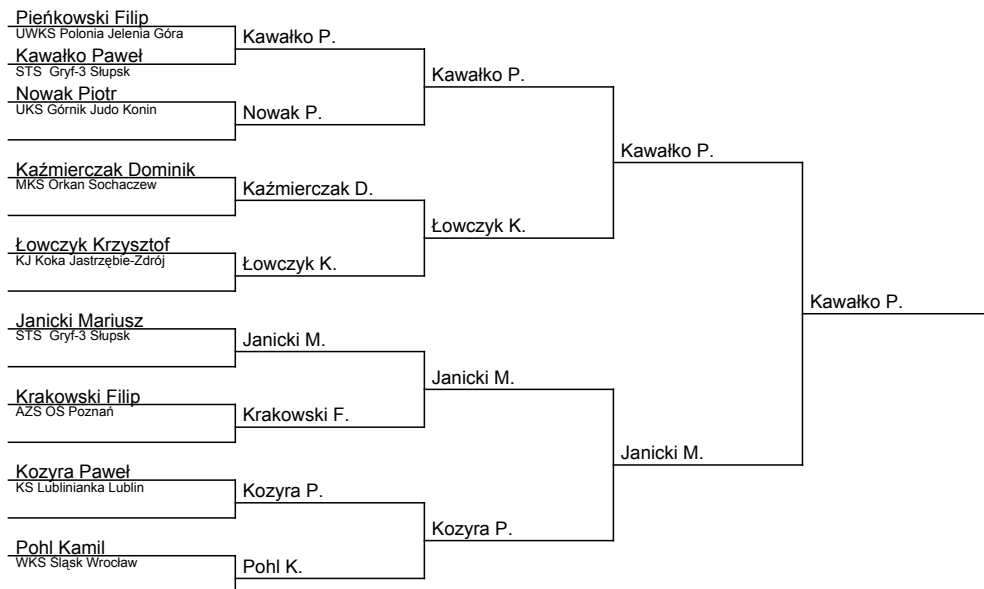 Pieńkowski Filip
UWKS Polonia Jelenia Góra
Kawałko P.
Kawałko Paweł
STS  Gryf-3 Słupsk
Kawałko P.
Nowak Piotr
UKS Górnik Judo Konin
Nowak P.
Kawałko P.
Kaźmierczak Dominik
MKS Orkan Sochaczew
Kaźmierczak D.
Łowczyk K.
Łowczyk Krzysztof
KJ Koka Jastrzębie-Zdrój
Łowczyk K.
Kawałko P.
Janicki Mariusz
STS  Gryf-3 Słupsk
Janicki M.
Janicki M.
Krakowski Filip
AZS OŚ Poznań
Krakowski F.
Janicki M.
Kozyra Paweł
KS Lublinianka Lublin
Kozyra P.
Kozyra P.
Pohl Kamil
WKS Śląsk Wrocław
Pohl K.